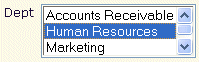 Dept Accounts Receivable
Human Resources
Marketing